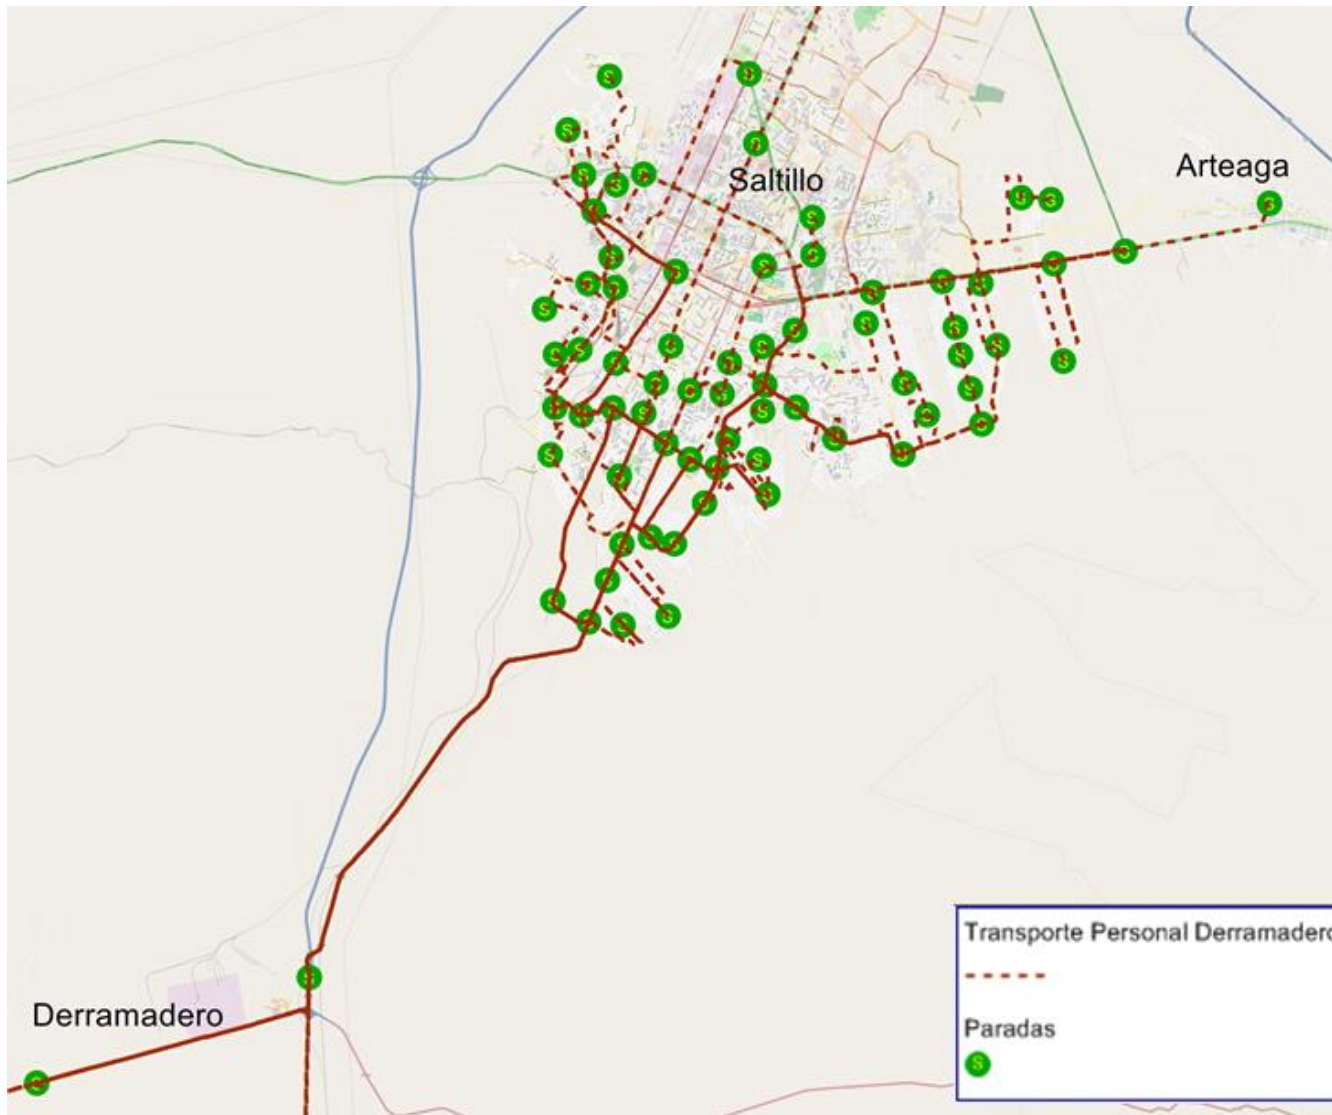 Arteaga
Saltillo
Transporte Personal Derramadero
Paradas
S
Derramadero